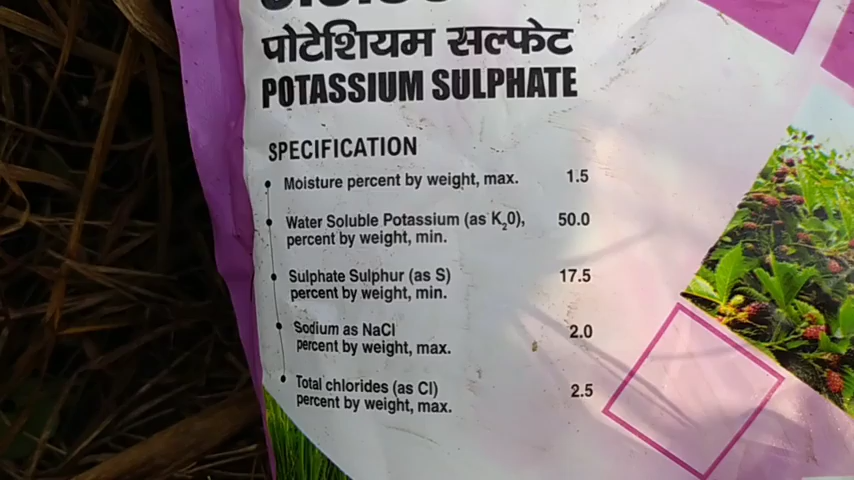 पोटेशियम सल्फेट
POTASSIUM SULPHATE
SPECIFICATION
• Moisture percent by weight, max. 1.5
• Water Soluble Potassium (as K₂0), 50.0
percent by weight, min.
• Sulphate Sulphur (as S) 17.5
percent by weight, min.
• Sodium as NaCl 2.0
percent by weight, max.
• Total chlorides (as Cl) 2.5
percent by weight, max.